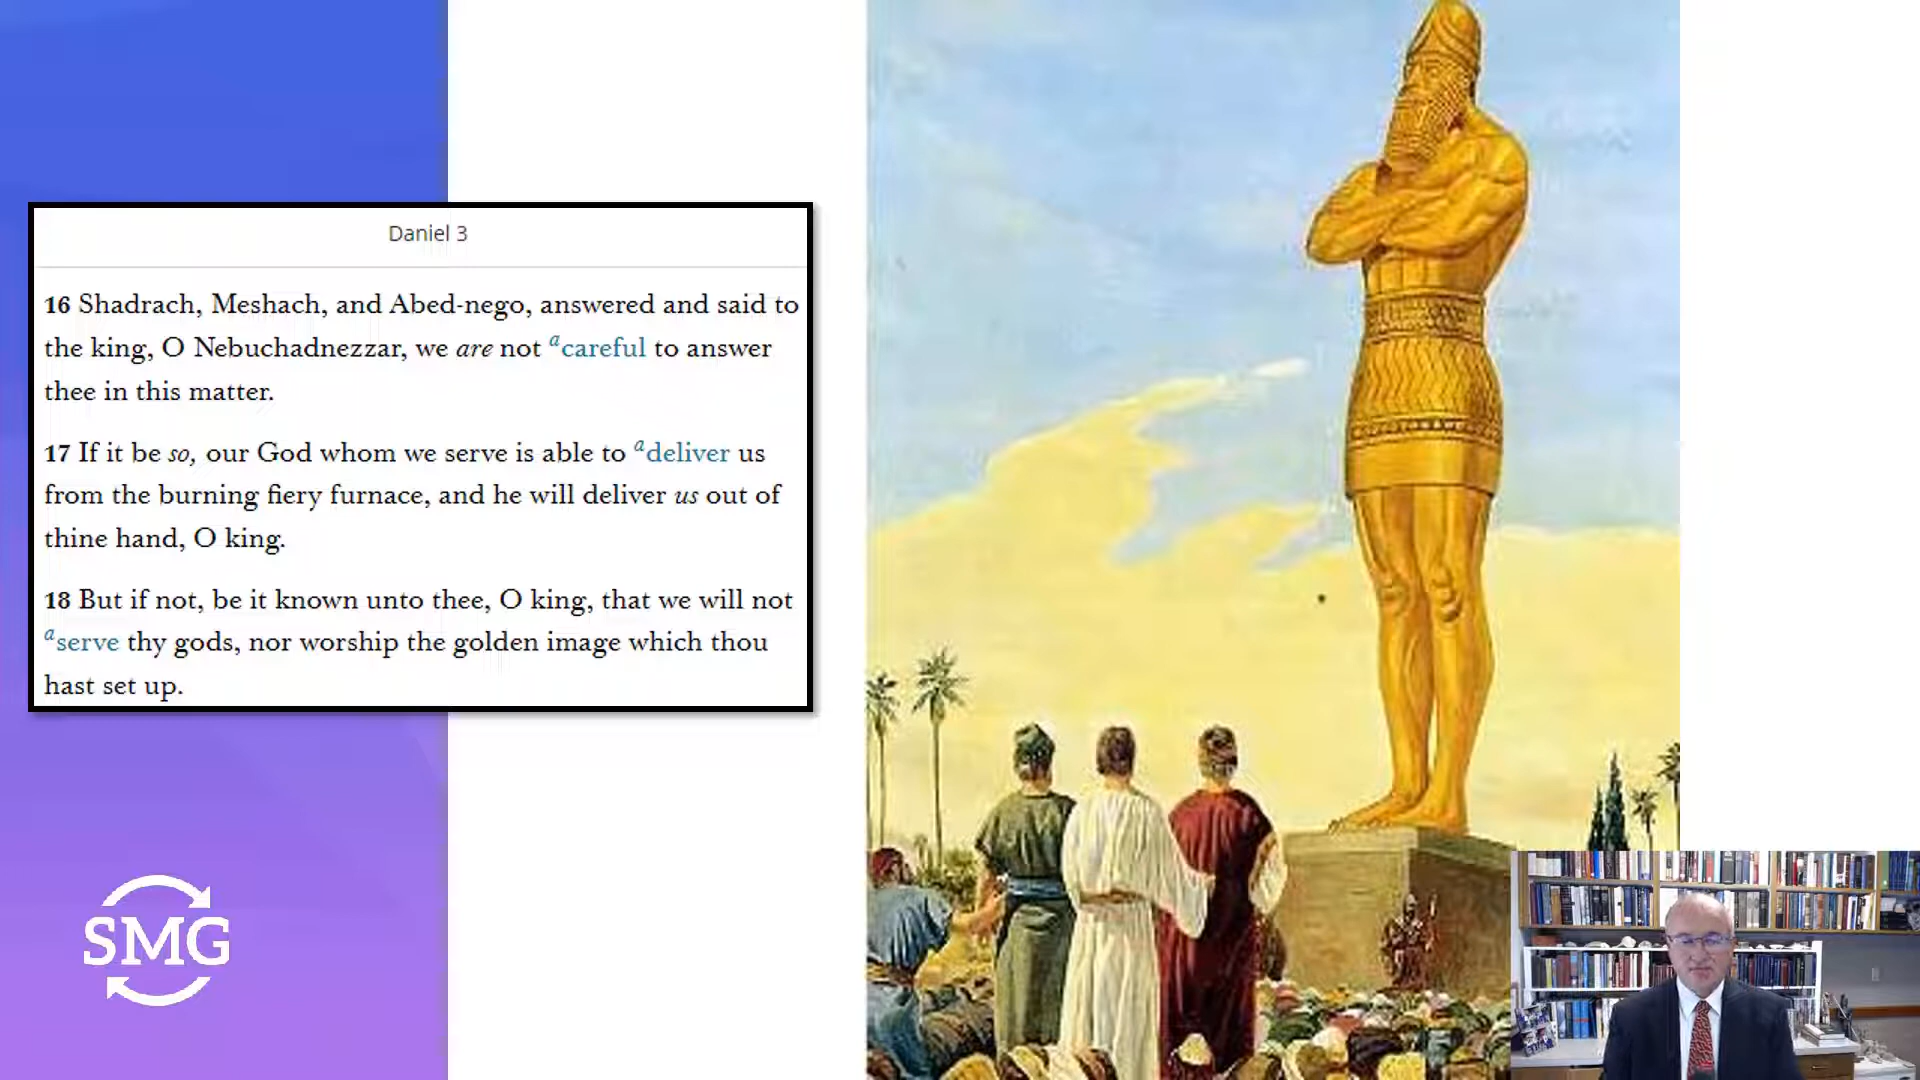 Daniel 3
16 Shadrach, Meshach, and Abed-nego, answered and said to
the king, O Nebuchadnezzar, we are not a careful to answer
thee in this matter.
17 If it be so, our God whom we serve is able to a deliver us
from the burning fiery furnace, and he will deliver us out of
thine hand, O king.
18 But if not, be it known unto thee, O king, that we will not
a serve thy gods, nor worship the golden image which thou
hast set up.
SMG